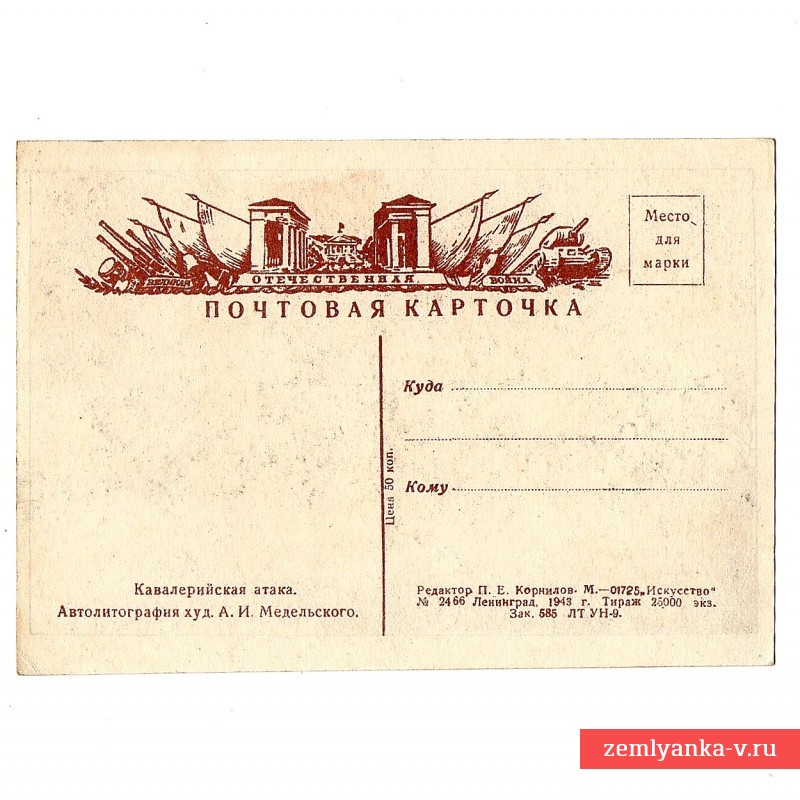 ВЕЛИКАЯ ОТЕЧЕСТВЕННАЯ ВОЙНА
ПОЧТОВАЯ КАРТОЧКА
Место
для
марки
Куда
Кому
Цена 50 коп.
Кавалерийская атака.
Автолитография худ. А. И. Медельского.
Редактор П. Е. Корнилов. М.—01725 „Искусство"
№ 2466 Ленинград, 1943 г. Тираж 25000 экз.
Зак. 585 ЛТ УН-9.
zemlyanka-v.ru